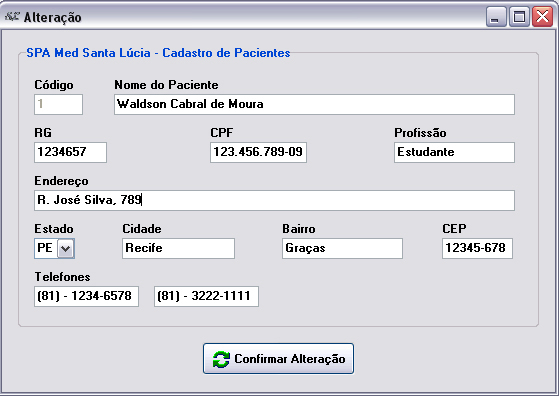 SL Alteração
SPA Med Santa Lúcia - Cadastro de Pacientes
Código Nome do Paciente
1 Waldson Cabral de Moura
RG CPF Profissão
1234657 123.456.789-09 Estudante
Endereço
R. José Silva, 789
Estado Cidade Bairro CEP
PE Recife Graças 12345-678
Telefones
(81) - 1234-6578 (81) - 3222-1111
Confirmar Alteração